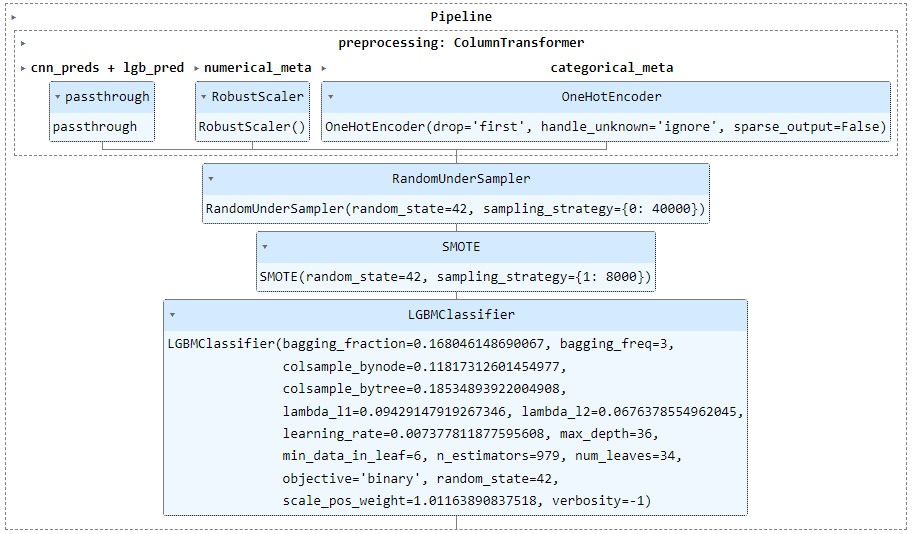 Pipeline
preprocessing: ColumnTransformer
cnn_preds + lgb_pred
numerical_meta
categorical_meta
passthrough
RobustScaler
OneHotEncoder
passthrough
RobustScaler()
OneHotEncoder(drop='first', handle_unknown='ignore', sparse_output=False)
RandomUnderSampler
RandomUnderSampler(random_state=42, sampling_strategy={0: 40000})
SMOTE
SMOTE(random_state=42, sampling_strategy={1: 8000})
LGBMClassifier
LGBMClassifier(bagging_fraction=0.168046148690067, bagging_freq=3,
colsample_bynode=0.11817312601454977,
colsample_bytree=0.18534893922004908,
lambda_l1=0.09429147919267346, lambda_l2=0.0676378554962045,
learning_rate=0.007377811877595608, max_depth=36,
min_data_in_leaf=6, n_estimators=979, num_leaves=34,
objective='binary', random_state=42,
scale_pos_weight=1.01163890837518, verbosity=-1)